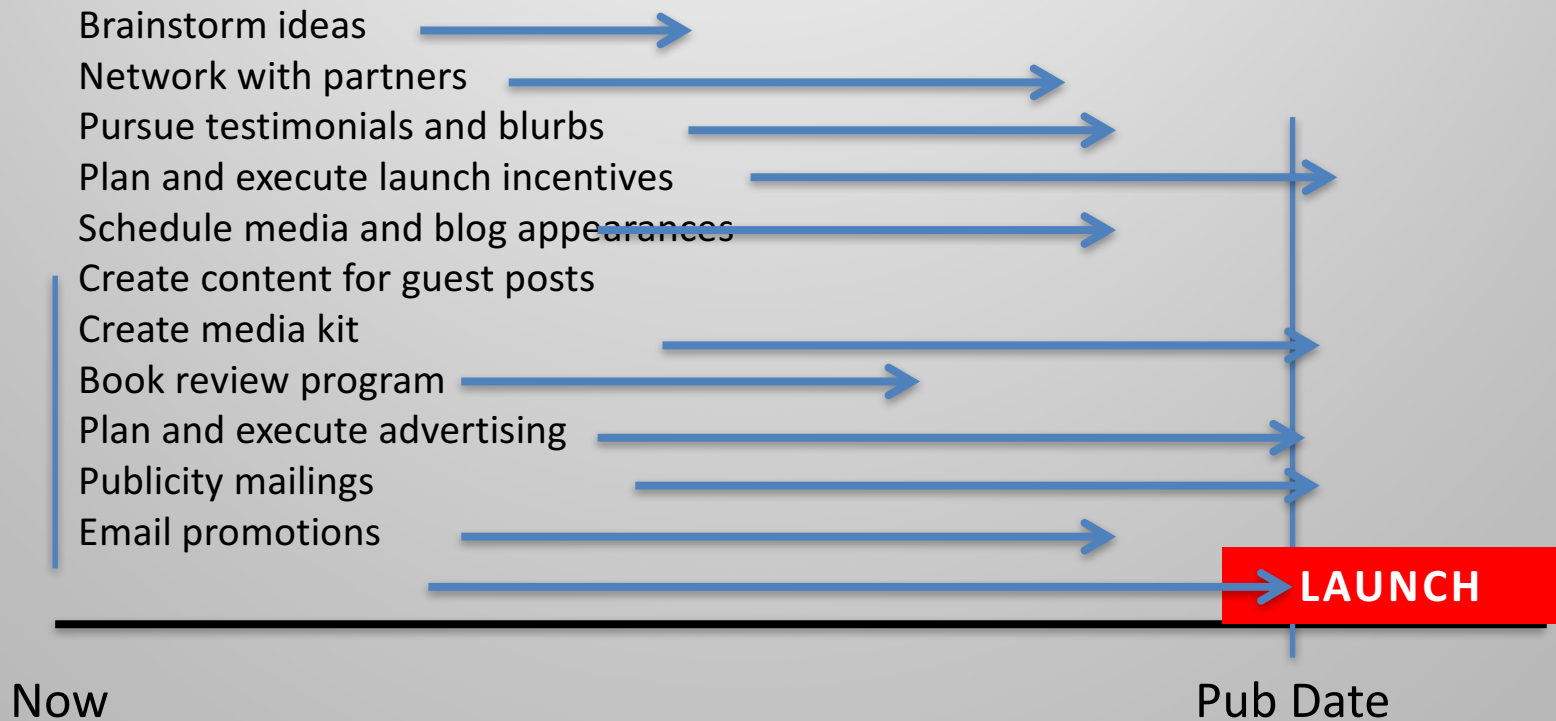 Brainstorm ideas
Network with partners
Pursue testimonials and blurbs
Plan and execute launch incentives
Schedule media and blog appearances
Create content for guest posts
Create media kit
Book review program
Plan and execute advertising
Publicity mailings
Email promotions
LAUNCH
Now
Pub Date